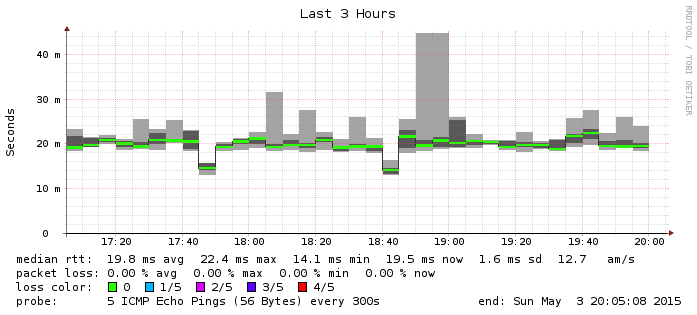 Last 3 Hours
RRDTOOL / TOBI OETIKER
Seconds
40 m
30 m
20 m
10 m
0
17:20 17:40 18:00 18:20 18:40 19:00 19:20 19:40 20:00
median rtt: 19.8 ms avg 22.4 ms max 14.1 ms min 19.5 ms now 1.6 ms sd 12.7 am/s
packet loss: 0.00 % avg 0.00 % max 0.00 % min 0.00 % now
loss color: 0 1/5 2/5 3/5 4/5
probe: 5 ICMP Echo Pings (56 Bytes) every 300s end: Sun May 3 20:05:08 2015